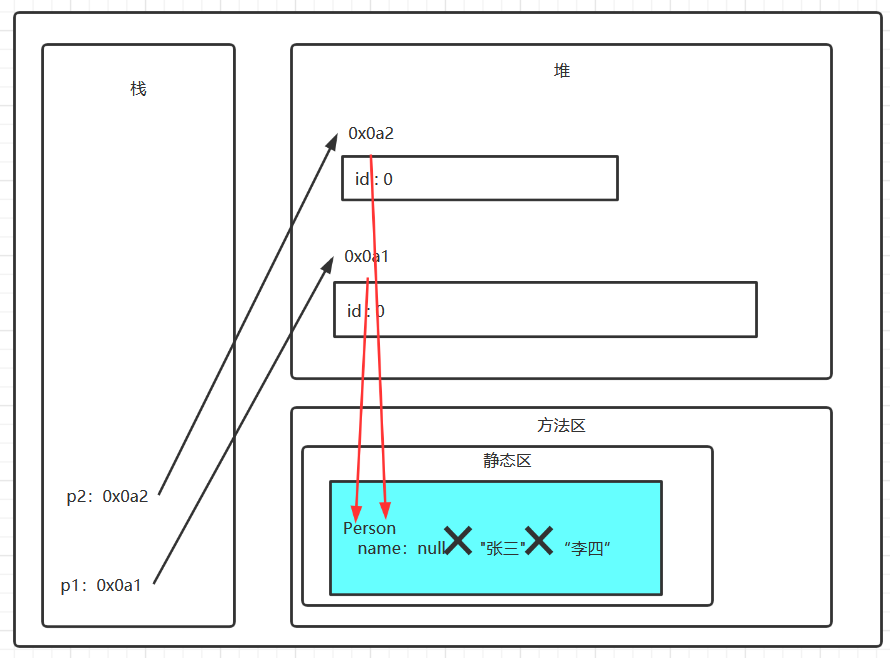 栈
堆
0x0a2
id : 0
0x0a1
id : 0
方法区
静态区
p2：0x0a2
Person
name：null "张三" “李四”
p1：0x0a1